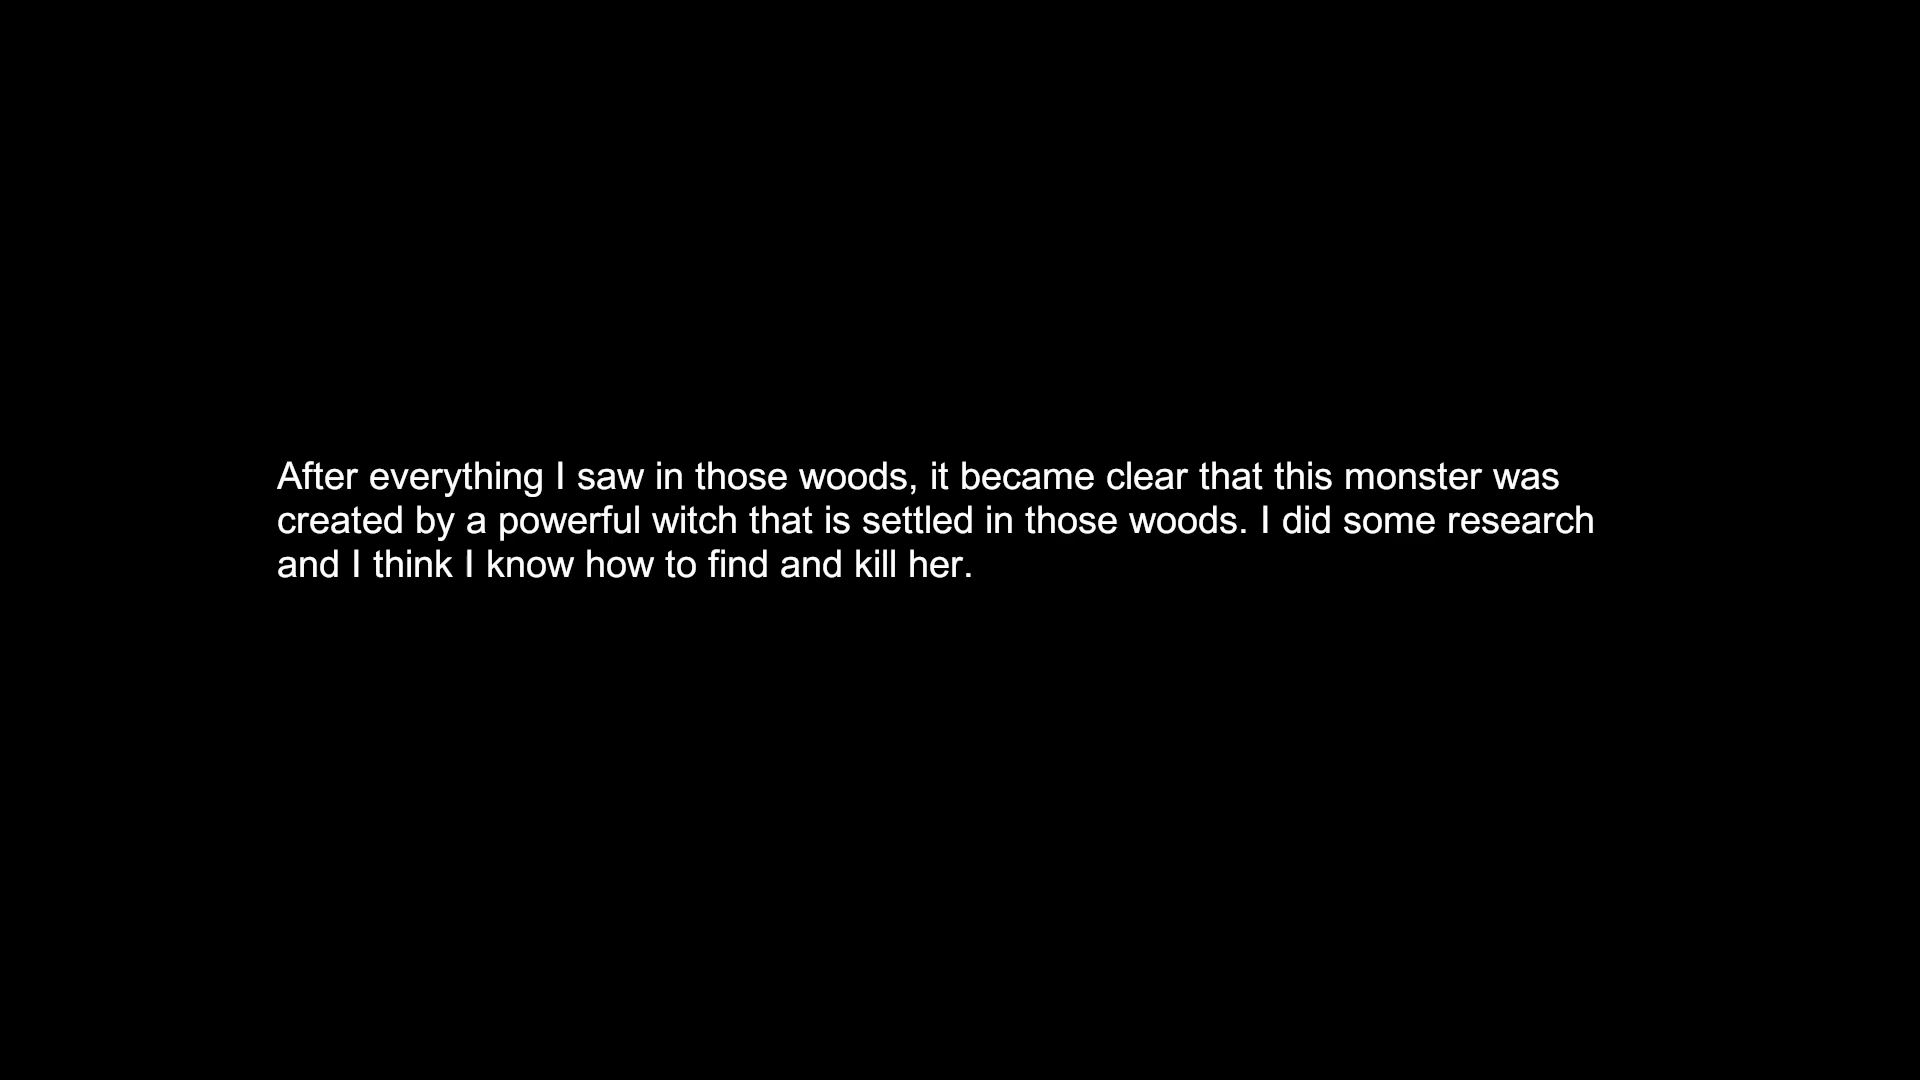 After everything I saw in those woods, it became clear that this monster was
created by a powerful witch that is settled in those woods. I did some research
and I think I know how to find and kill her.